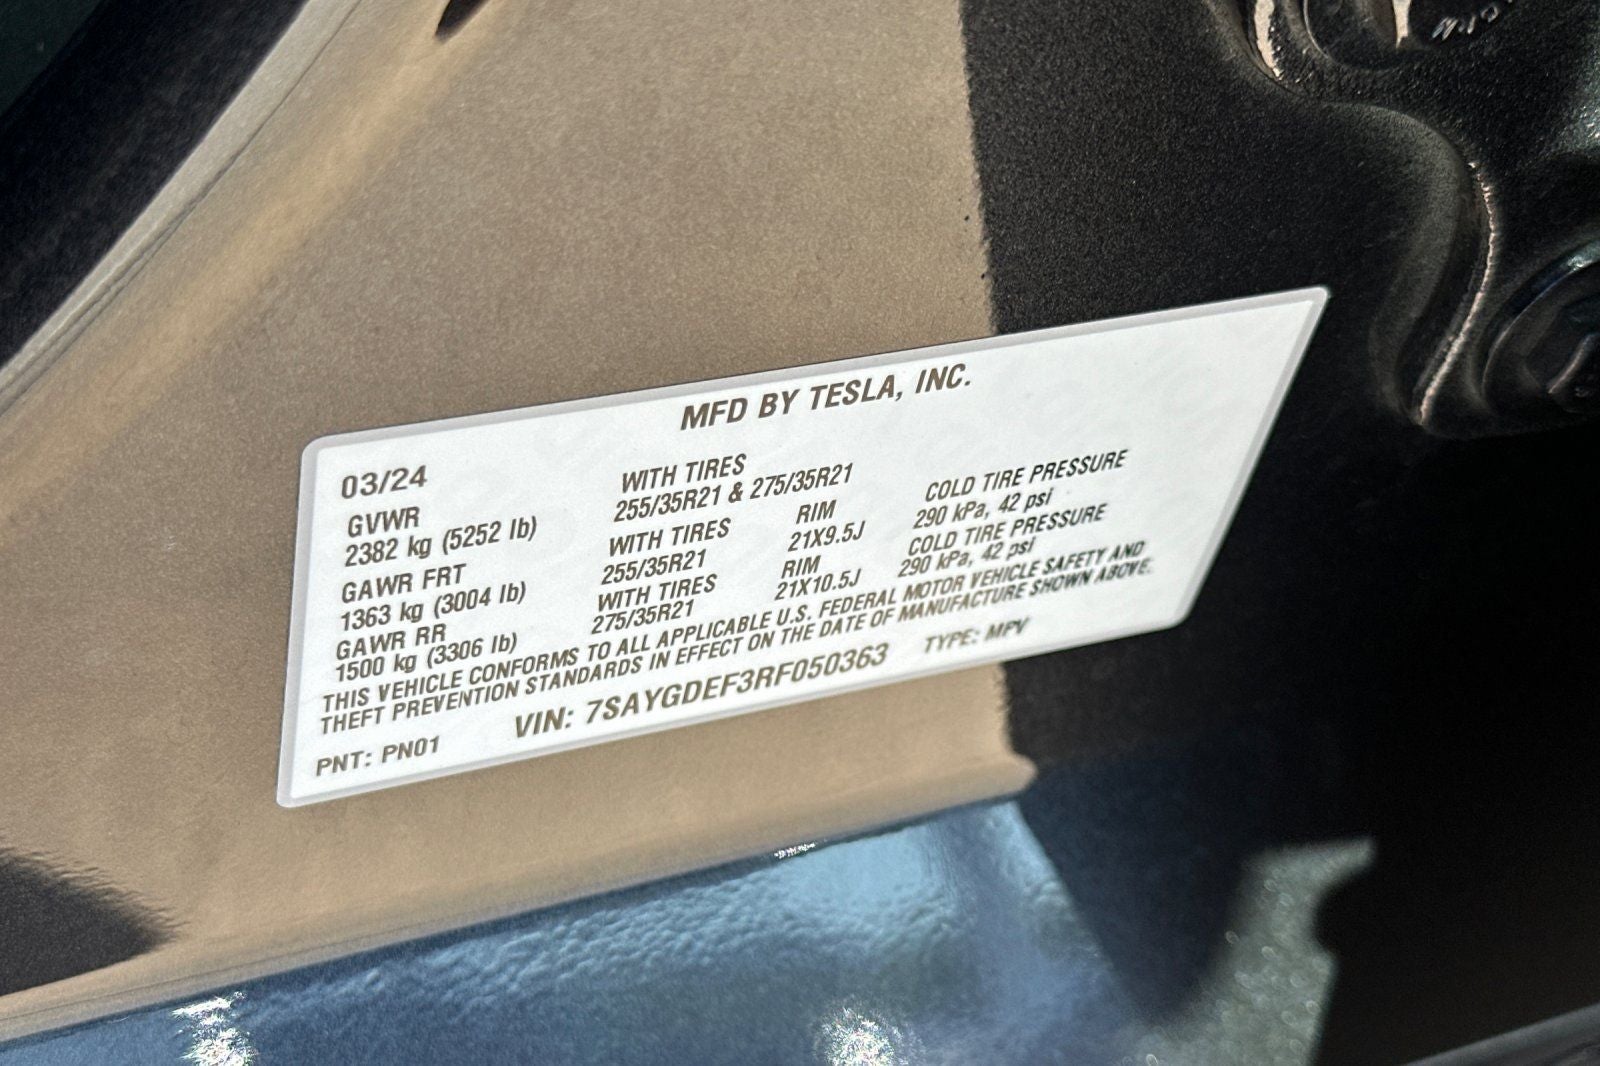 MFD BY TESLA, INC.
03/24
GVWR WITH TIRES
2382 kg (5252 lb) 255/35R21 & 275/35R21
GAWR FRT WITH TIRES RIM COLD TIRE PRESSURE
1363 kg (3004 lb) 255/35R21 21X9.5J 290 kPa, 42 psi
GAWR RR WITH TIRES RIM COLD TIRE PRESSURE
1500 kg (3306 lb) 275/35R21 21X10.5J 290 kPa, 42 psi
THIS VEHICLE CONFORMS TO ALL APPLICABLE U.S. FEDERAL MOTOR VEHICLE SAFETY AND
THEFT PREVENTION STANDARDS IN EFFECT ON THE DATE OF MANUFACTURE SHOWN ABOVE.
PNT: PN01 VIN: 7SAYGDEF3RF050363 TYPE: MPV